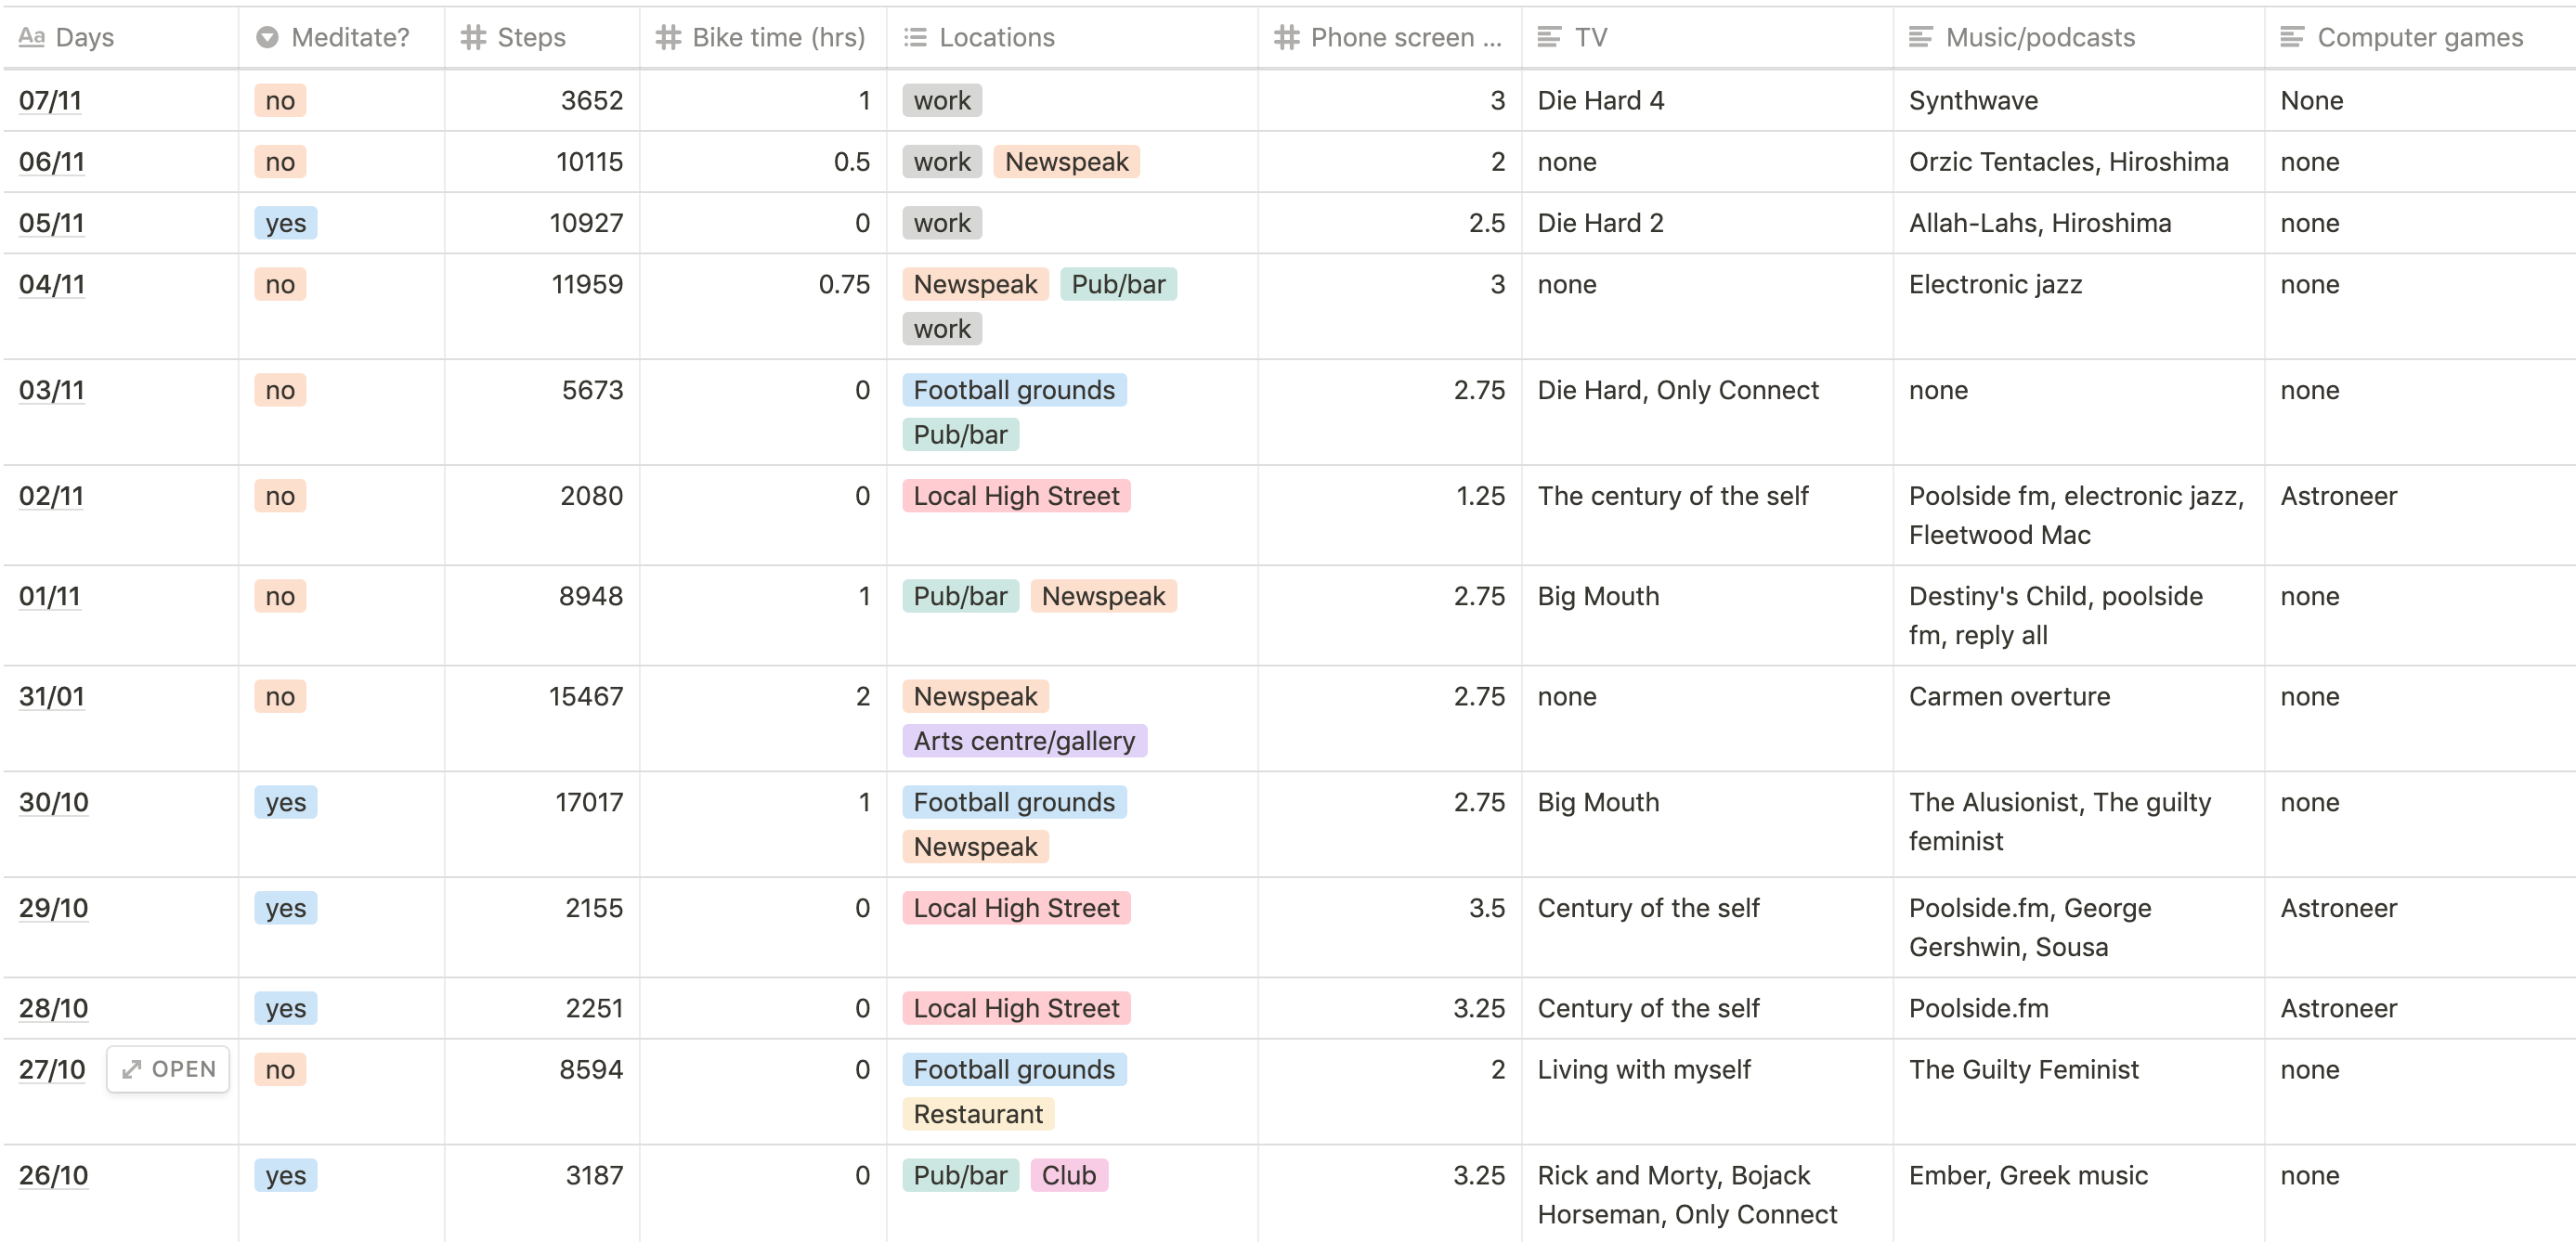 Aa Days Meditate? # Steps # Bike time (hrs) Locations # Phone screen ... TV Music/podcasts Computer games
07/11 no 3652 1 work 3 Die Hard 4 Synthwave None
06/11 no 10115 0.5 work Newspeak 2 none Orzic Tentacles, Hiroshima none
05/11 yes 10927 0 work 2.5 Die Hard 2 Allah-Lahs, Hiroshima none
04/11 no 11959 0.75 Newspeak Pub/bar 3 none Electronic jazz none
work
03/11 no 5673 0 Football grounds 2.75 Die Hard, Only Connect none none
Pub/bar
02/11 no 2080 0 Local High Street 1.25 The century of the self Poolside fm, electronic jazz, Astroneer
Fleetwood Mac
01/11 no 8948 1 Pub/bar Newspeak 2.75 Big Mouth Destiny's Child, poolside none
fm, reply all
31/01 no 15467 2 Newspeak 2.75 none Carmen overture none
Arts centre/gallery
30/10 yes 17017 1 Football grounds 2.75 Big Mouth The Alusionist, The guilty none
Newspeak feminist
29/10 yes 2155 0 Local High Street 3.5 Century of the self Poolside.fm, George Astroneer
Gershwin, Sousa
28/10 yes 2251 0 Local High Street 3.25 Century of the self Poolside.fm Astroneer
27/10 OPEN no 8594 0 Football grounds 2 Living with myself The Guilty Feminist none
Restaurant
26/10 yes 3187 0 Pub/bar Club 3.25 Rick and Morty, Bojack Ember, Greek music none
Horseman, Only Connect